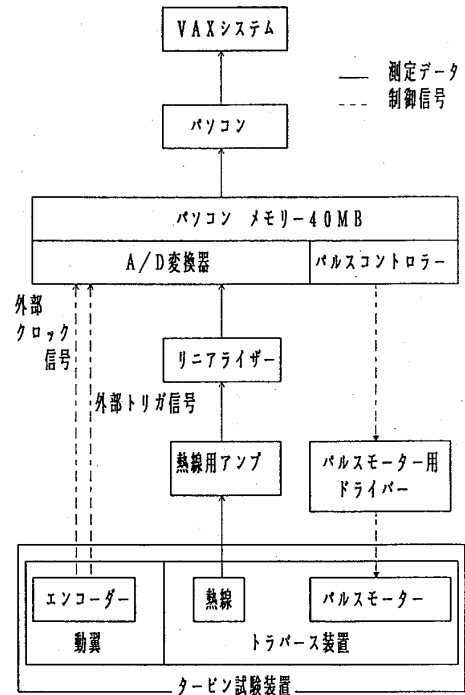 VAXシステム
測定データ
制御信号
パソコン
パソコン メモリー40MB
A/D変換器
パルスコントローラー
外部
クロック
信号
外部トリガ信号
リニアライザー
熱線用アンプ
パルスモーター用
ドライバー
エンコーダー
熱線
パルスモーター
動翼
トラバース装置
タービン試験装置